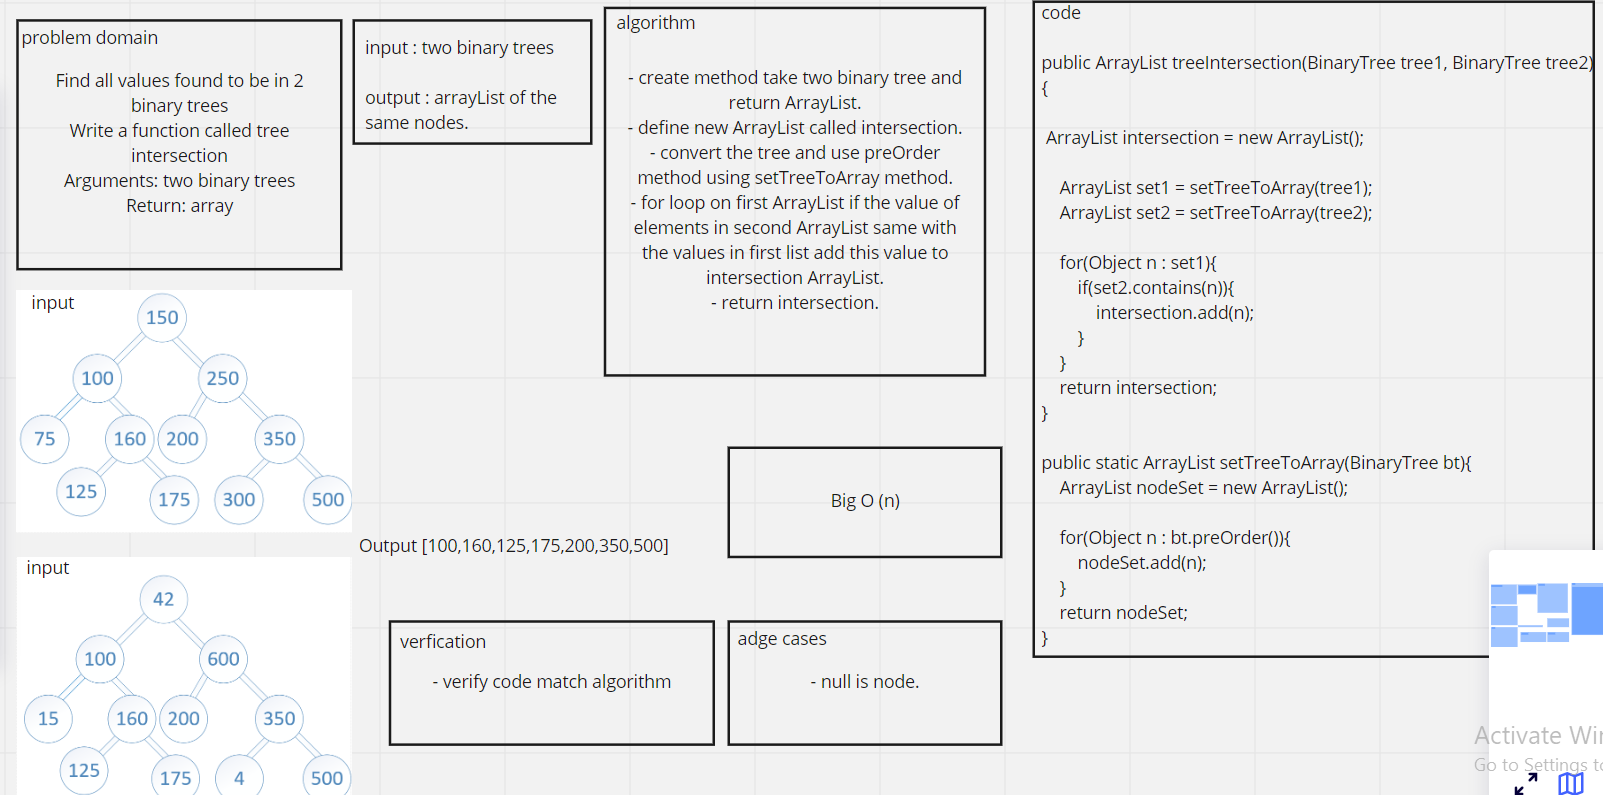 problem domain
Find all values found to be in 2
binary trees
Write a function called tree
intersection
Arguments: two binary trees
Return: array
input : two binary trees
output : arrayList of the
same nodes.
algorithm
- create method take two binary tree and
return ArrayList.
- define new ArrayList called intersection.
- convert the tree and use preOrder
method using setTreeToArray method.
- for loop on first ArrayList if the value of
elements in second ArrayList same with
the values in first list add this value to
intersection ArrayList.
- return intersection.
code
public ArrayList treeIntersection(BinaryTree tree1, BinaryTree tree2)
{
ArrayList intersection = new ArrayList();
ArrayList set1 = setTreeToArray(tree1);
ArrayList set2 = setTreeToArray(tree2);
for(Object n : set1){
if(set2.contains(n)){
intersection.add(n);
}
}
return intersection;
}
public static ArrayList setTreeToArray(BinaryTree bt){
ArrayList nodeSet = new ArrayList();
for(Object n : bt.preOrder()){
nodeSet.add(n);
}
return nodeSet;
}
input
150
100 250
75 160 200 350
125 175 300 500
Output [100,160,125,175,200,350,500]
Big O (n)
input
42
100 600
15 160 200 350
125 175 4 500
verfication
- verify code match algorithm
adge cases
- null is node.
Activate Wi
Go to Settings t